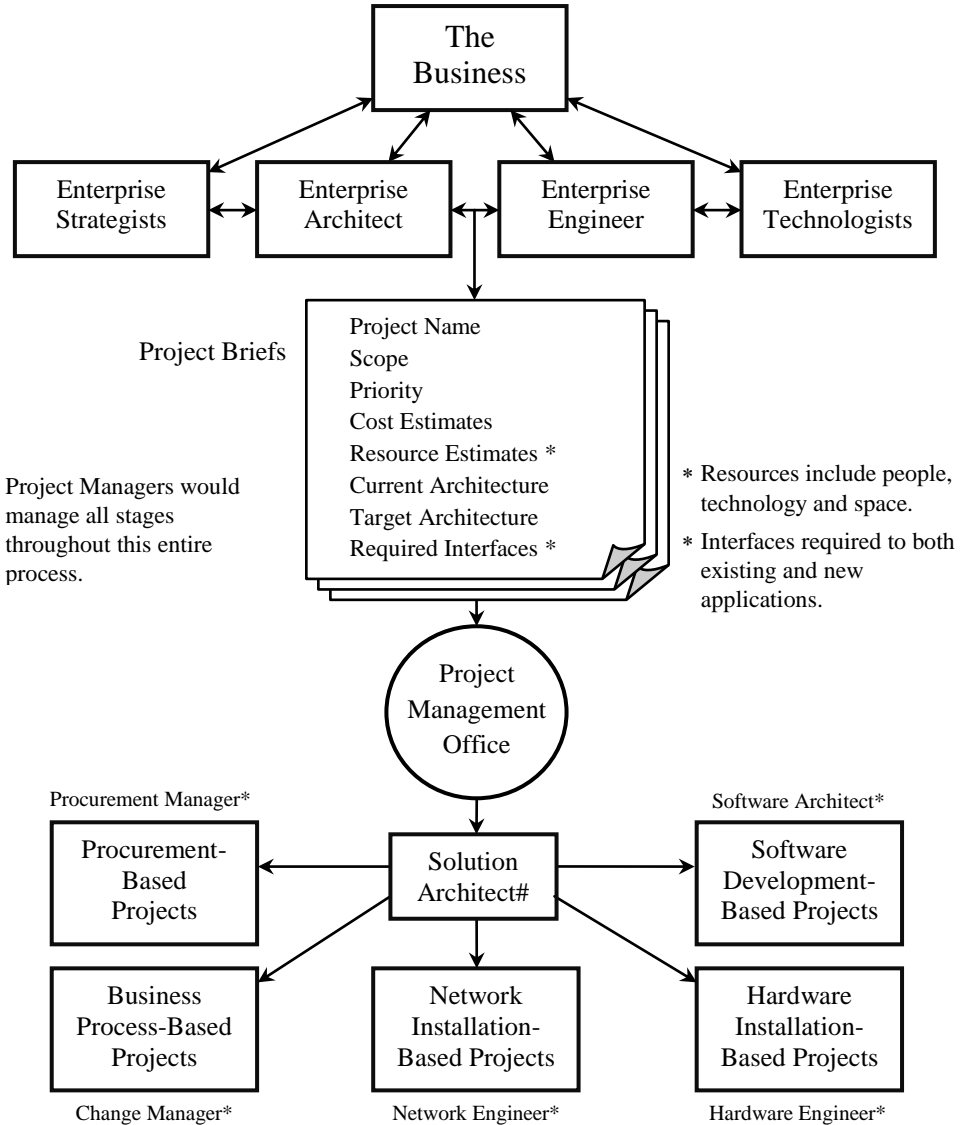 The
Business
Enterprise
Strategists
Enterprise
Architect
Enterprise
Engineer
Enterprise
Technologists
Project Briefs
Project Name
Scope
Priority
Cost Estimates
Resource Estimates *
Current Architecture
Target Architecture
Required Interfaces *
Project Managers would
manage all stages
throughout this entire
process.
* Resources include people,
technology and space.
* Interfaces required to both
existing and new
applications.
Project
Management
Office
Procurement Manager*
Procurement-
Based
Projects
Solution
Architect#
Software Architect*
Software
Development-
Based Projects
Business
Process-Based
Projects
Change Manager*
Network
Installation-
Based Projects
Network Engineer*
Hardware
Installation-
Based Projects
Hardware Engineer*